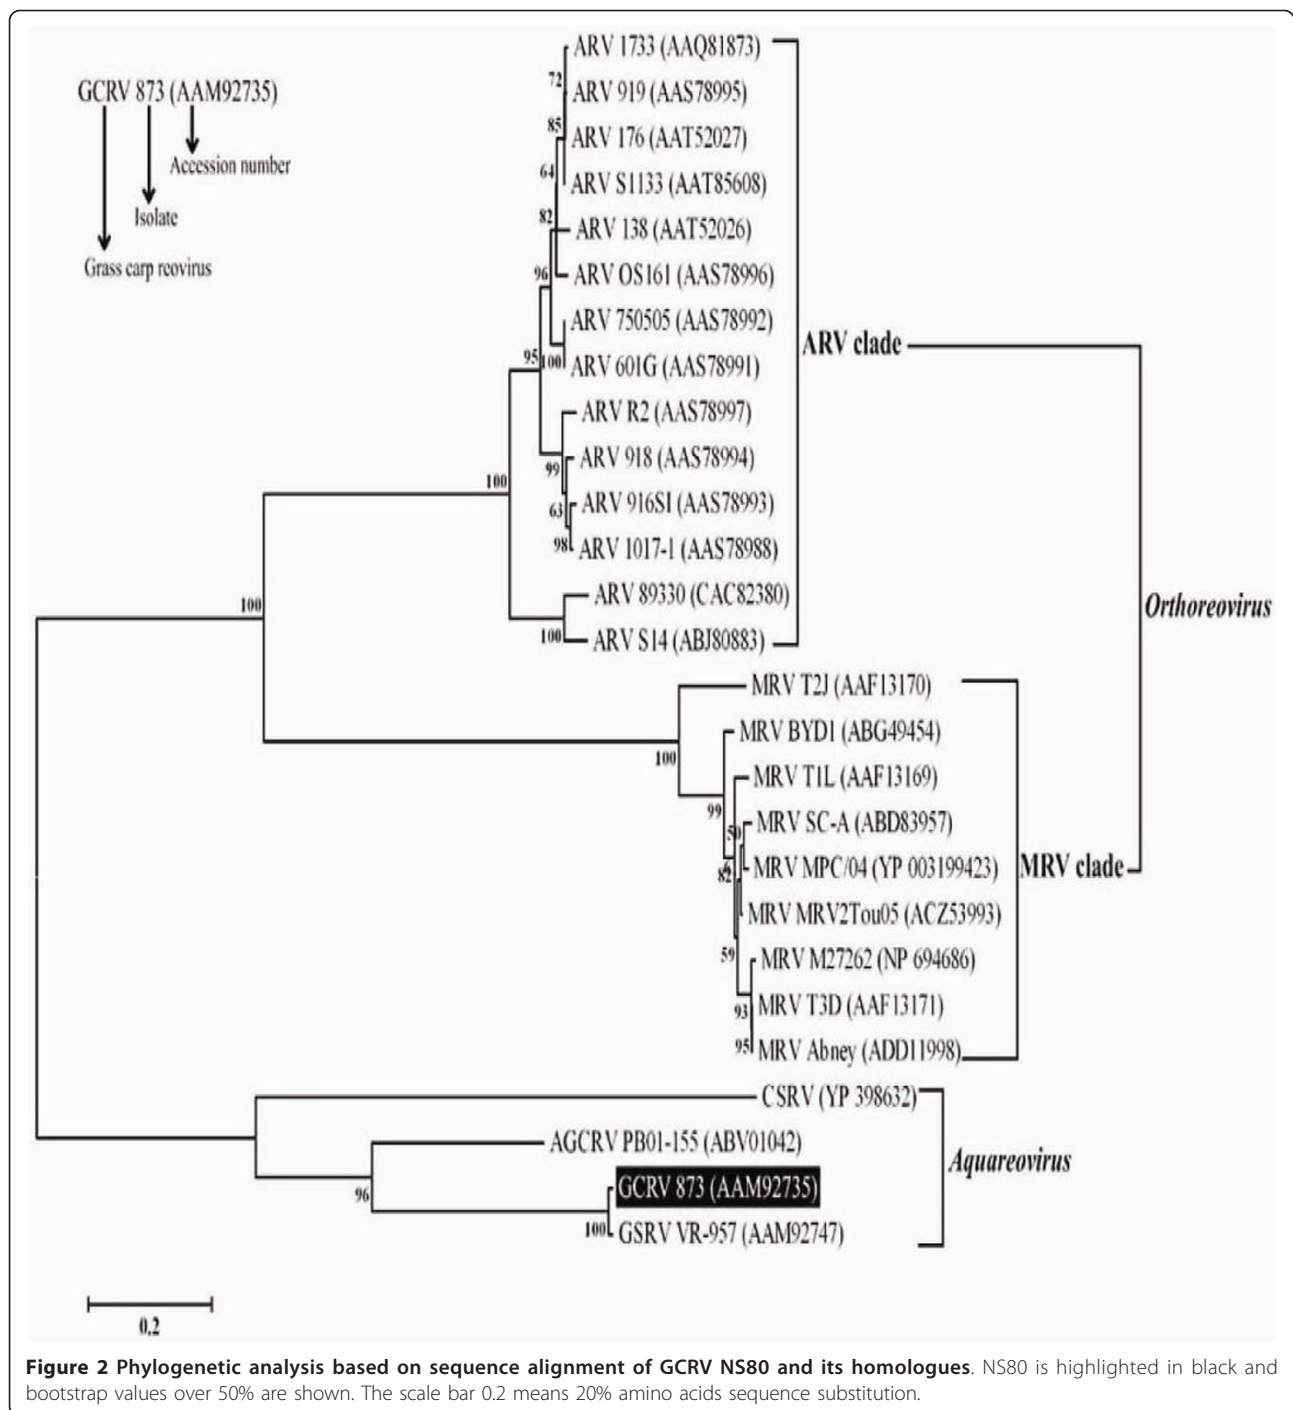 GCRV 873 (AAM92735)
Accession number
Isolate
Grass carp reovirus
ARV 1733 (AAQ81873)
72
ARV 919 (AAS78995)
85
ARV 176 (AAT52027)
64
ARV S1133 (AAT85608)
82
ARV 138 (AAT52026)
96
ARV OS161 (AAS78996)
ARV 750505 (AAS78992)
ARV clade
95
100
ARV 601G (AAS78991)
ARV R2 (AAS78997)
99
ARV 918 (AAS78994)
100
63
ARV 916SI (AAS78993)
98
ARV 1017-1 (AAS78988)
100
ARV 89330 (CAC82380)
Orthoreovirus
100
ARV S14 (ABJ80883)
MRV T2J (AAF13170)
MRV BYD1 (ABG49454)
100
MRV T1L (AAF13169)
99
MRV SC-A (ABD83957)
50
MRV MPC/04 (YP 003199423)
MRV clade
82
MRV MRV2Tou05 (ACZ53993)
59
MRV M27262 (NP 694686)
93
MRV T3D (AAF13171)
95
MRV Abney (ADD11998)
CSRV (YP 398632)
AGCRV PB01-155 (ABV01042)
Aquareovirus
96
GCRV 873 (AAM92735)
100
GSRV VR-957 (AAM92747)
0.2
Figure 2 Phylogenetic analysis based on sequence alignment of GCRV NS80 and its homologues. NS80 is highlighted in black and
bootstrap values over 50% are shown. The scale bar 0.2 means 20% amino acids sequence substitution.